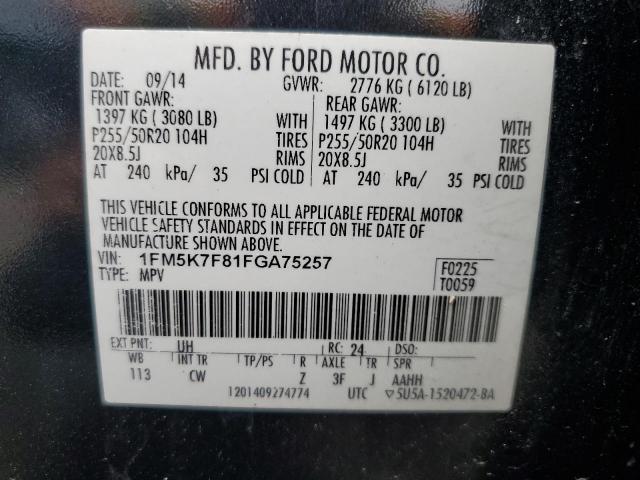 MFD. BY FORD MOTOR CO.
DATE: 09/14 GVWR: 2776 KG ( 6120 LB)
FRONT GAWR: REAR GAWR:
1397 KG ( 3080 LB) WITH 1497 KG ( 3300 LB) WITH
P255/50R20 104H TIRES P255/50R20 104H TIRES
20X8.5J RIMS 20X8.5J RIMS
AT 240 kPa/ 35 PSI COLD AT 240 kPa/ 35 PSI COLD
THIS VEHICLE CONFORMS TO ALL APPLICABLE FEDERAL MOTOR
VEHICLE SAFETY STANDARDS IN EFFECT ON THE DATE OF
MANUFACTURE SHOWN ABOVE.
VIN: 1FM5K7F81FGA75257 F0225
TYPE: MPV T0059
EXT PNT: UH RC: 24 DSO:
WB INT TR TP/PS R AXLE TR SPR
113 CW Z 3F J AAHH
1201409274774 UTC ▽5U5A-1520472-BA